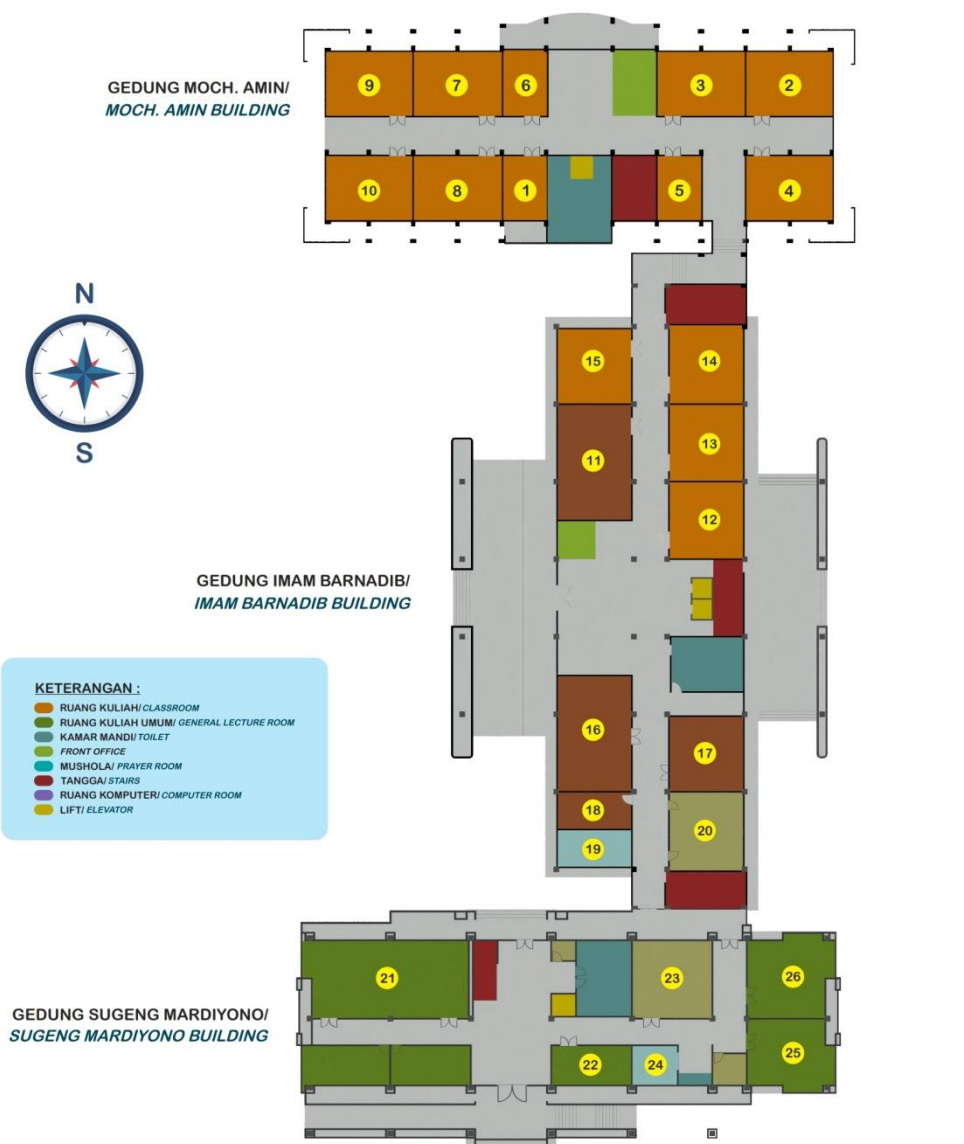 GEDUNG MOCH. AMIN/
MOCH. AMIN BUILDING
9
7
6
3
2
10
8
1
5
4
N
S
15
14
11
13
12
GEDUNG IMAM BARNADIB/
IMAM BARNADIB BUILDING
KETERANGAN :
RUANG KULIAH/ CLASSROOM
RUANG KULIAH UMUM/ GENERAL LECTURE ROOM
KAMAR MANDI/ TOILET
FRONT OFFICE
MUSHOLA/ PRAYER ROOM
TANGGA/ STAIRS
RUANG KOMPUTER/ COMPUTER ROOM
LIFT/ ELEVATOR
16
17
18
20
19
GEDUNG SUGENG MARDIYONO/
SUGENG MARDIYONO BUILDING
21
23
26
22
24
25